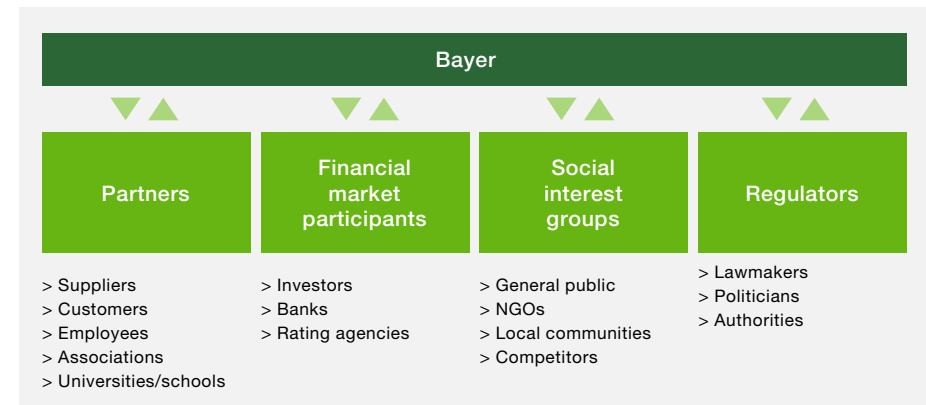 Bayer
Partners
Financial
market
participants
Social
interest
groups
Regulators
> Suppliers
> Customers
> Employees
> Associations
> Universities/schools
> Investors
> Banks
> Rating agencies
> General public
> NGOs
> Local communities
> Competitors
> Lawmakers
> Politicians
> Authorities